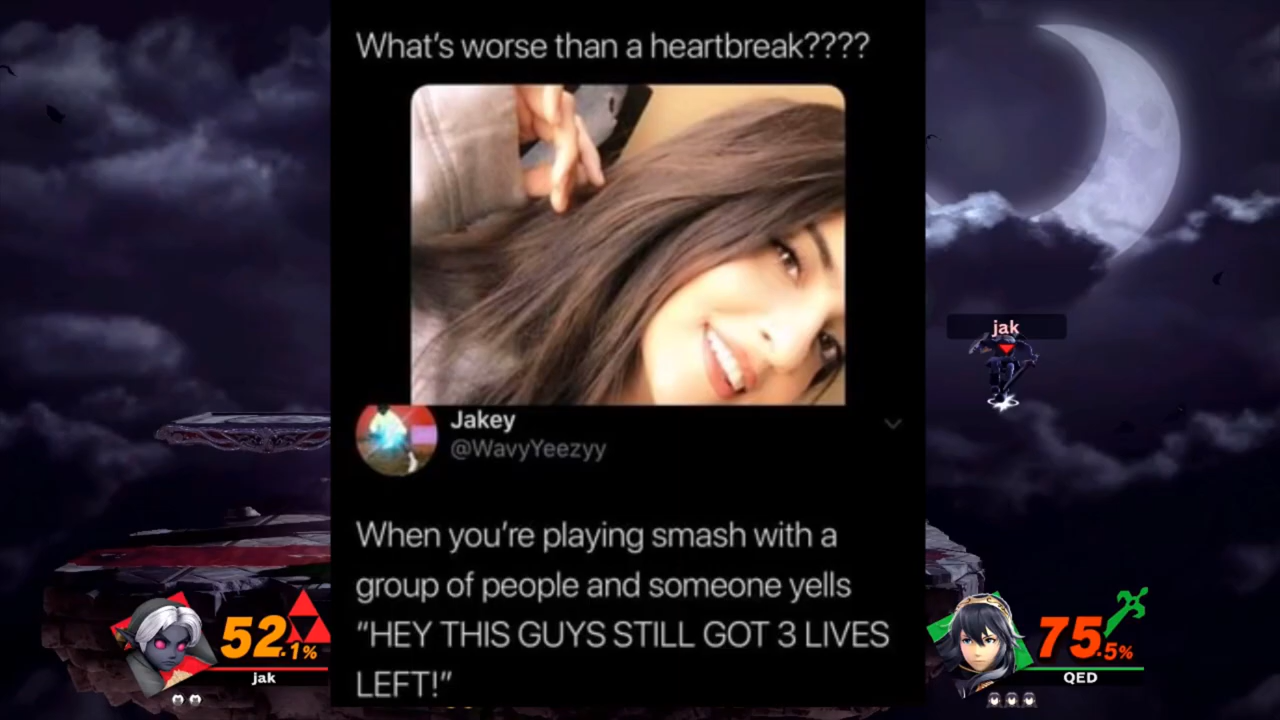 What's worse than a heartbreak????
Jakey
@WavyYeezyy
When you're playing smash with a
group of people and someone yells
"HEY THIS GUYS STILL GOT 3 LIVES
LEFT!"
jak
52.1%
jak
75.5%
QED